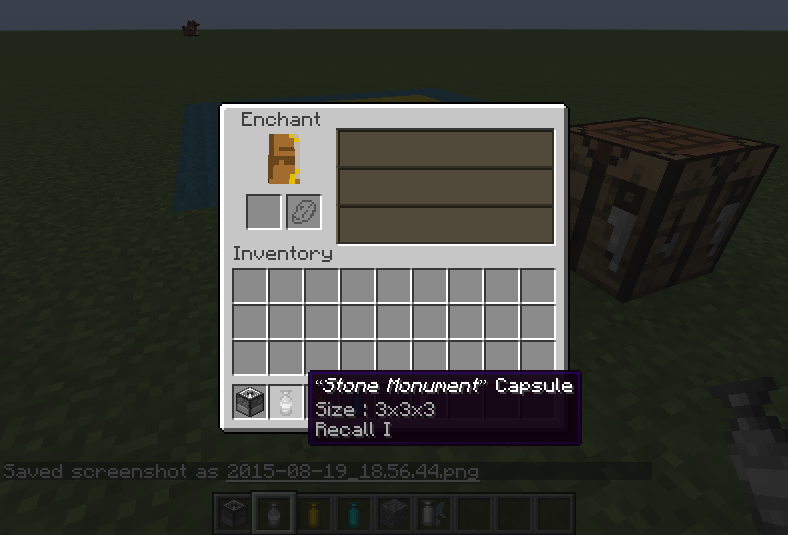 Enchant
Inventory
"Stone Monument" Capsule
Size : 3x3x3
Recall I
Saved screenshot as 2015-08-19_18.56.44.png